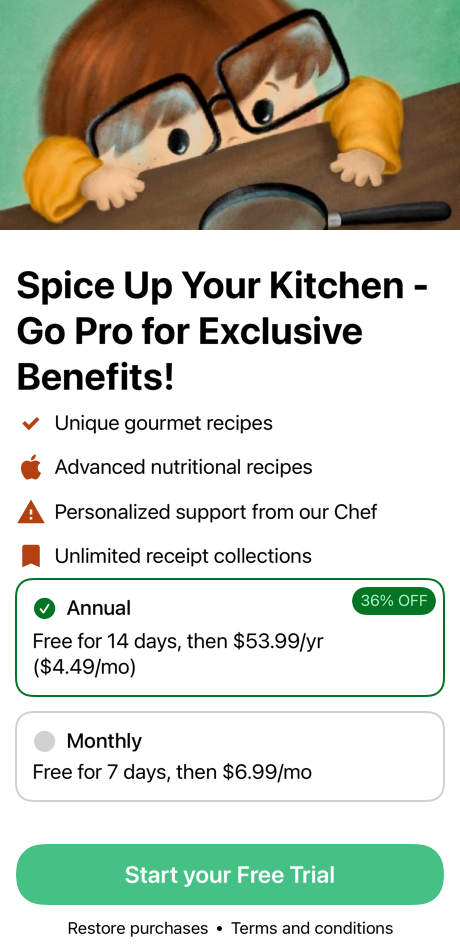 Spice Up Your Kitchen -
Go Pro for Exclusive
Benefits!
Unique gourmet recipes
Advanced nutritional recipes
Personalized support from our Chef
Unlimited receipt collections
Annual
36% OFF
Free for 14 days, then $53.99/yr
($4.49/mo)
Monthly
Free for 7 days, then $6.99/mo
Start your Free Trial
Restore purchases • Terms and conditions